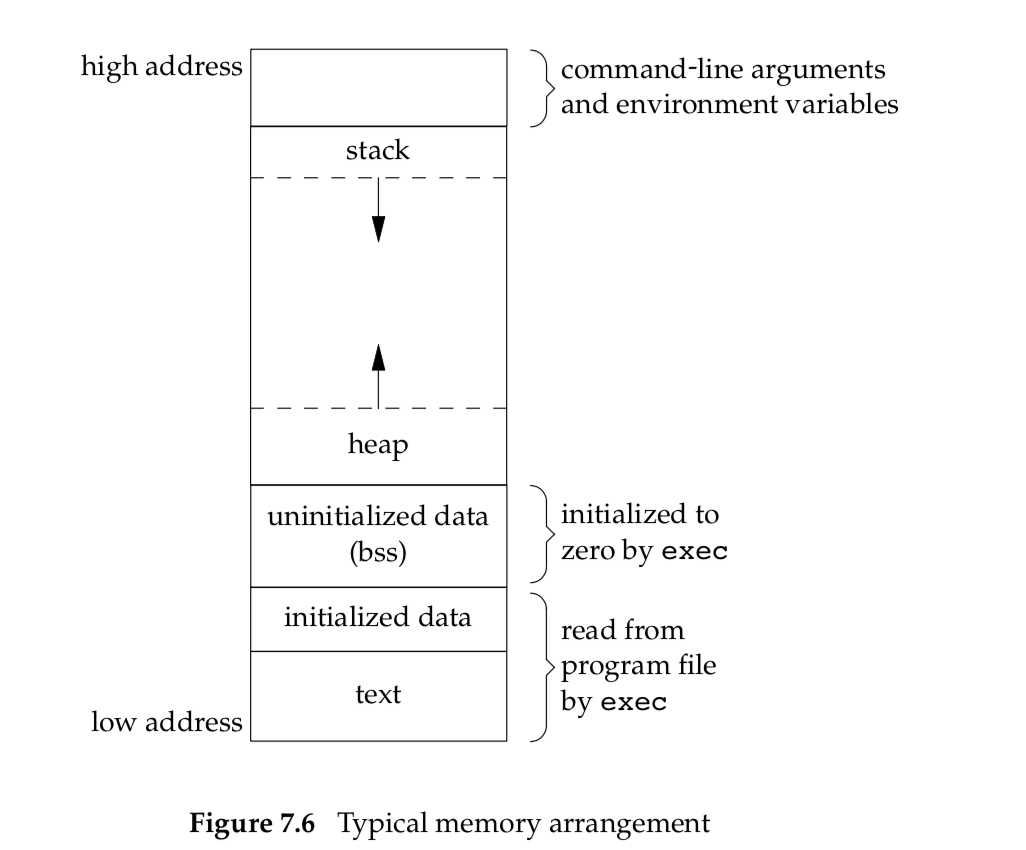 high address
command-line arguments
and environment variables
stack
heap
uninitialized data
(bss)
initialized to
zero by exec
initialized data
read from
program file
by exec
text
low address
Figure 7.6 Typical memory arrangement